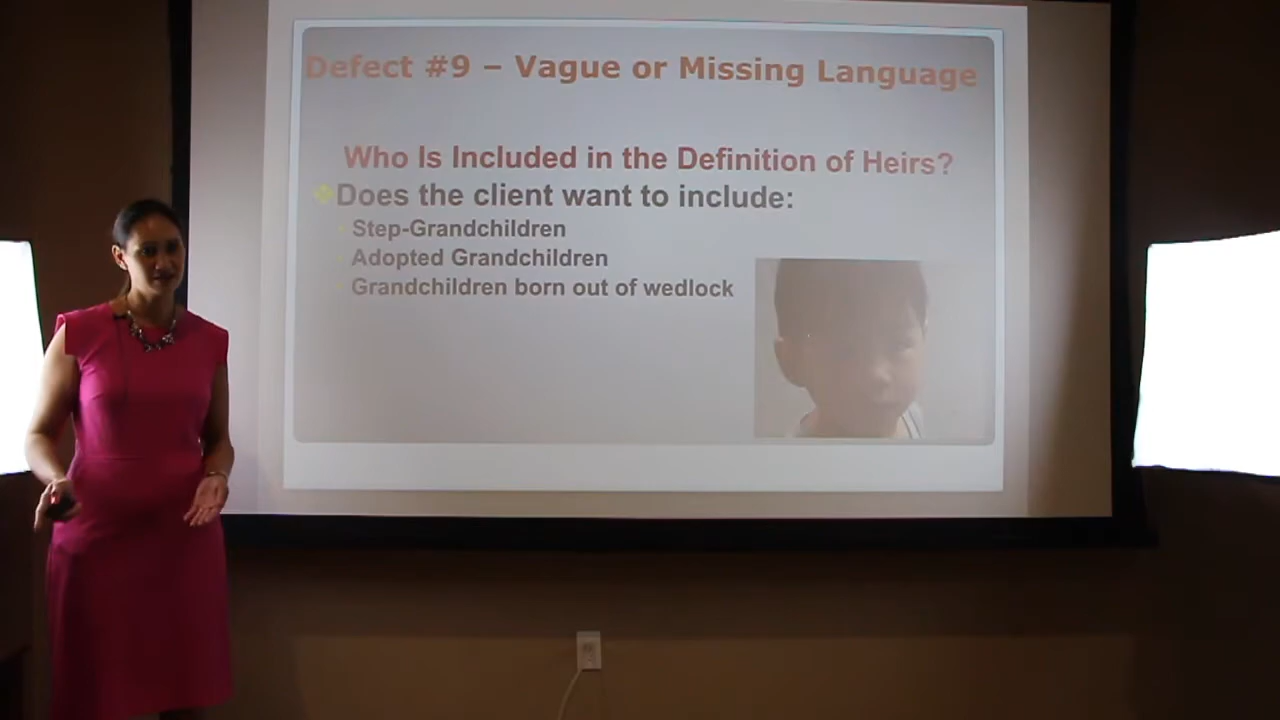 Defect #9 – Vague or Missing Language
Who Is Included in the Definition of Heirs?
Does the client want to include:
Step-Grandchildren
Adopted Grandchildren
Grandchildren born out of wedlock